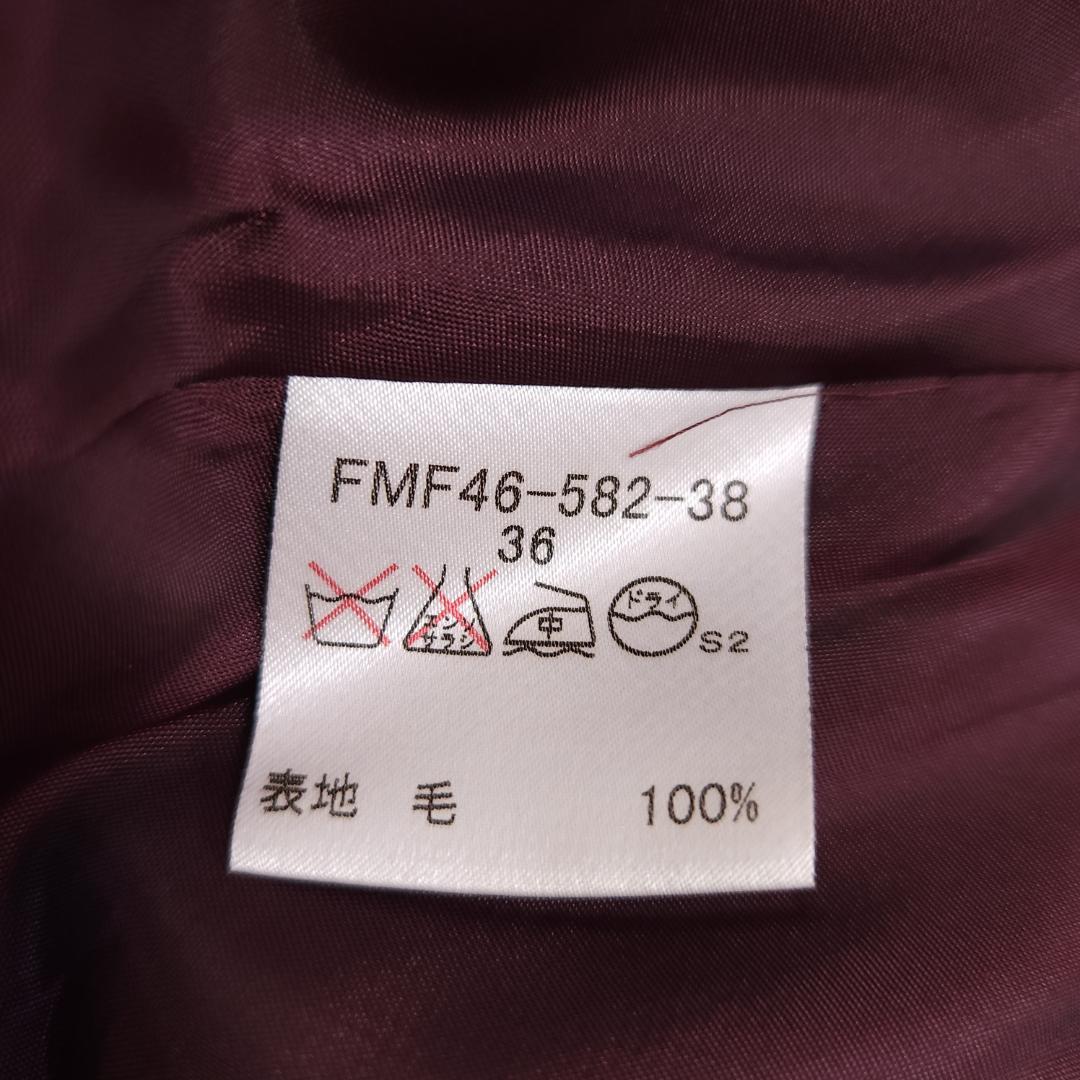 FMF46-582-38
36
エンソ
サラシ
中
ドライ
S2
表地 毛 100%